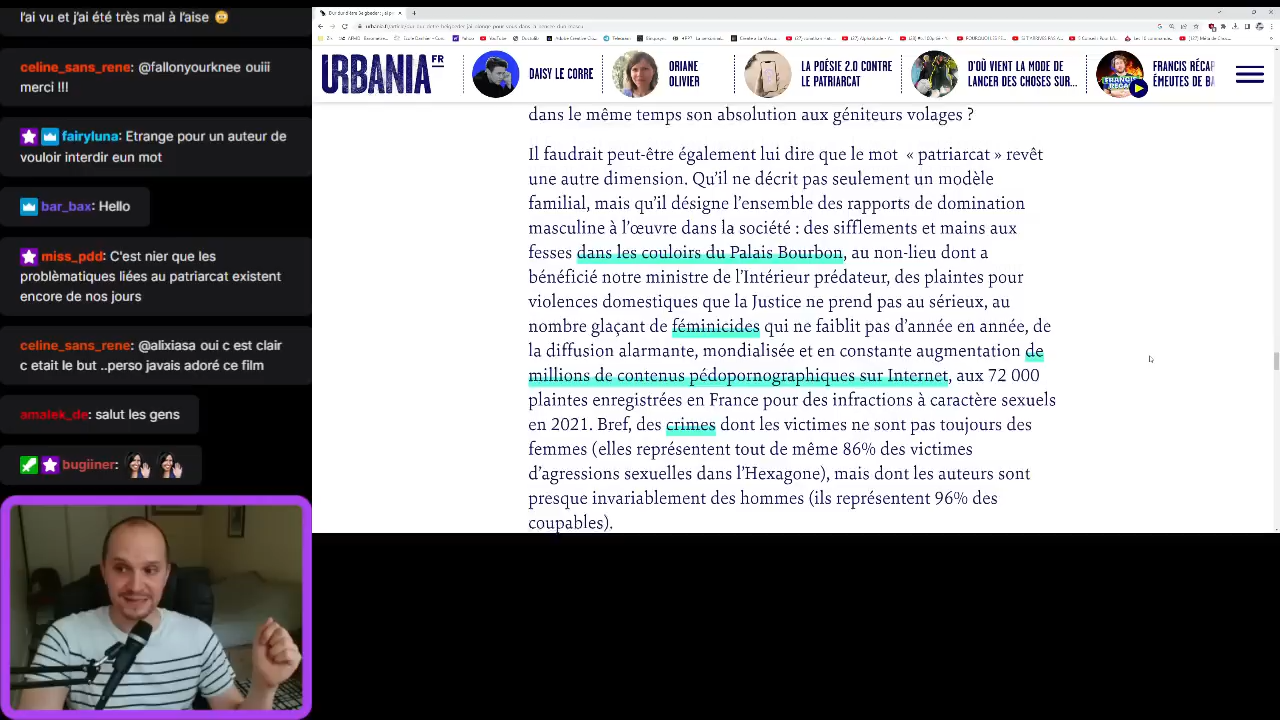 l'ai vu et j'ai été très mal à l'aise
celine_sans_rene: @fallonyourknee ouiii
merci !!!
fairyluna: Etrange pour un auteur de
vouloir interdir eun mot
bar_bax: Hello
miss_pdd: C'est nier que les
problèmatiques liées au patriarcat existent
encore de nos jours
celine_sans_rene: @alixiasa oui c est clair
c etait le but ..perso javais adoré ce film
amalek_de: salut les gens
bugiiner:
URBANIA FR
DAISY LE CORRE
ORIANE
OLIVIER
LA POÉSIE 2.0 CONTRE
LE PATRIARCAT
D'OÙ VIENT LA MODE DE
LANCER DES CHOSES SUR...
FRANCIS RÉCAP
ÉMEUTES DE BA
dans le même temps son absolution aux géniteurs volages ?
Il faudrait peut-être également lui dire que le mot « patriarcat » revêt
une autre dimension. Qu'il ne décrit pas seulement un modèle
familial, mais qu'il désigne l'ensemble des rapports de domination
masculine à l'œuvre dans la société : des sifflements et mains aux
fesses dans les couloirs du Palais Bourbon, au non-lieu dont a
bénéficié notre ministre de l'Intérieur prédateur, des plaintes pour
violences domestiques que la Justice ne prend pas au sérieux, au
nombre glaçant de féminicides qui ne faiblit pas d'année en année, de
la diffusion alarmante, mondialisée et en constante augmentation de
millions de contenus pédopornographiques sur Internet, aux 72 000
plaintes enregistrées en France pour des infractions à caractère sexuels
en 2021. Bref, des crimes dont les victimes ne sont pas toujours des
femmes (elles représentent tout de même 86% des victimes
d'agressions sexuelles dans l'Hexagone), mais dont les auteurs sont
presque invariablement des hommes (ils représentent 96% des
coupables).